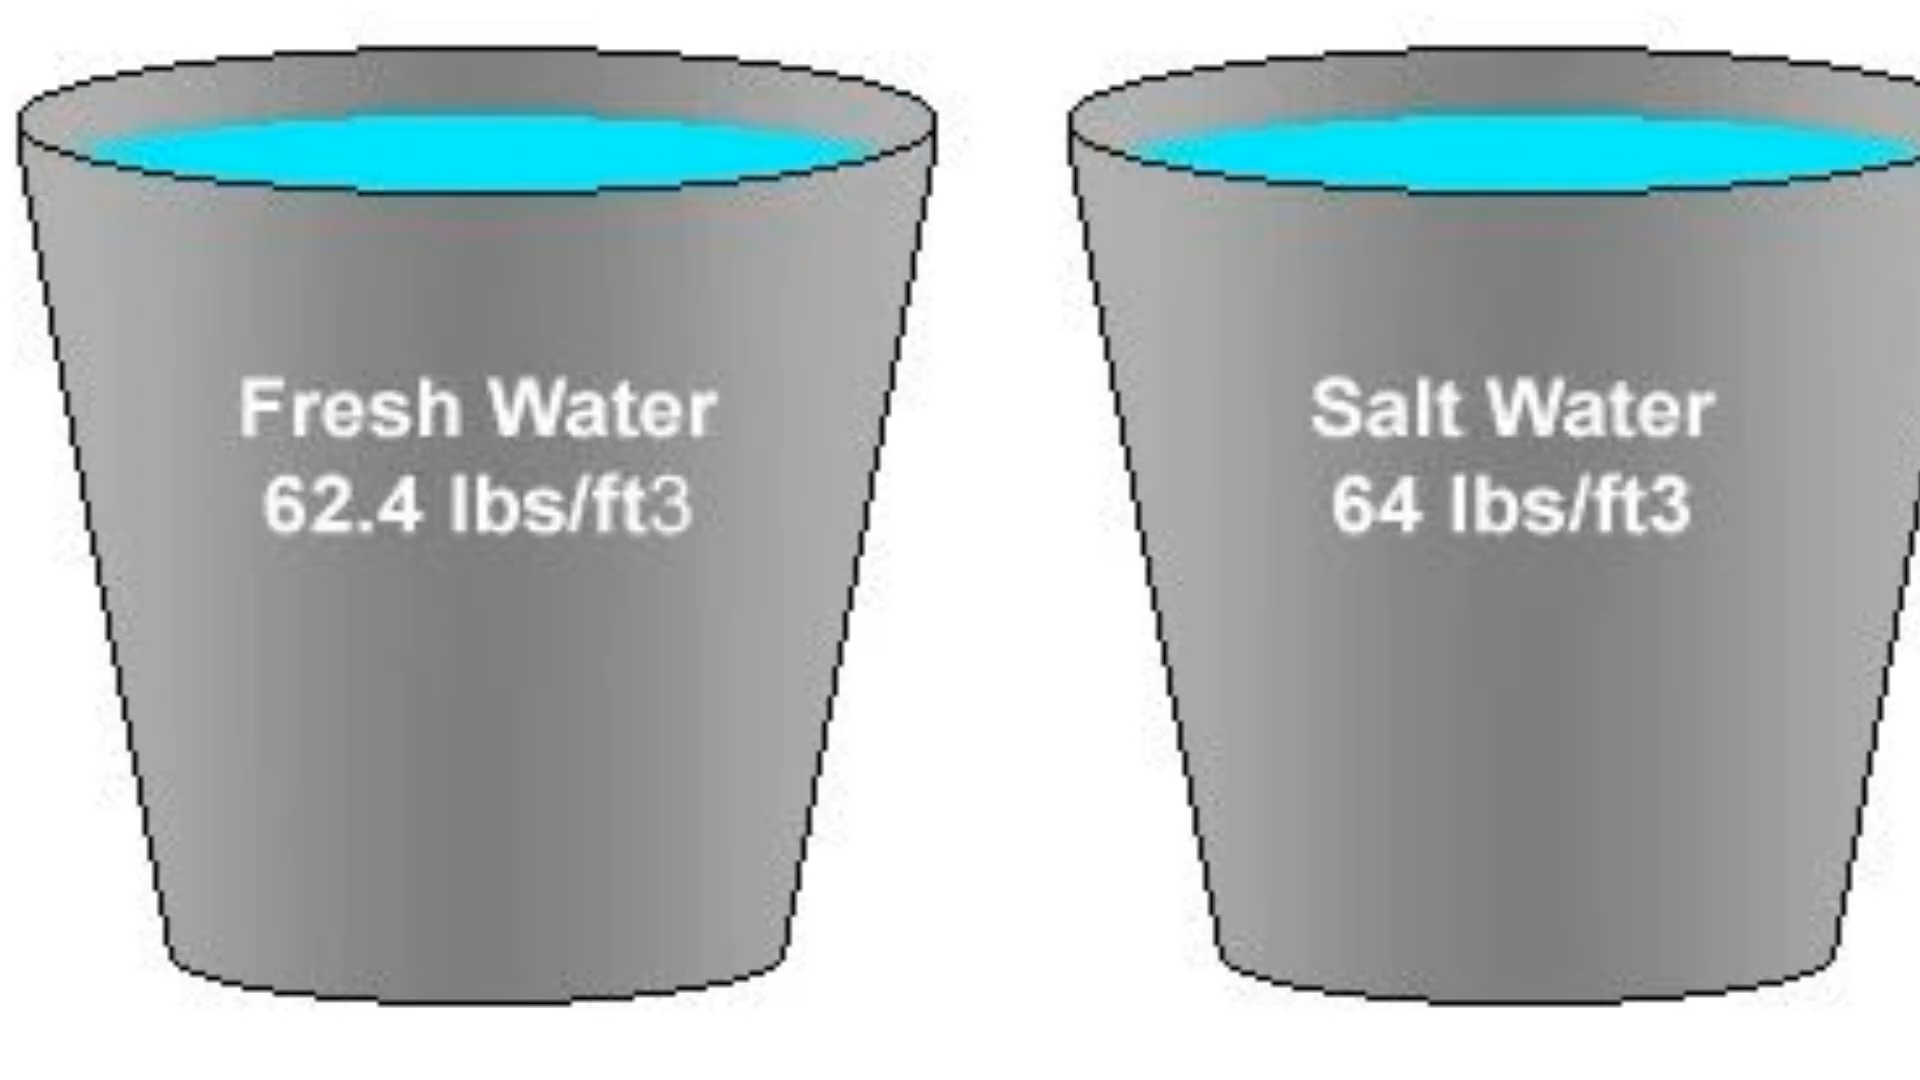 Fresh Water
62.4 lbs/ft3
Salt Water
64 lbs/ft3